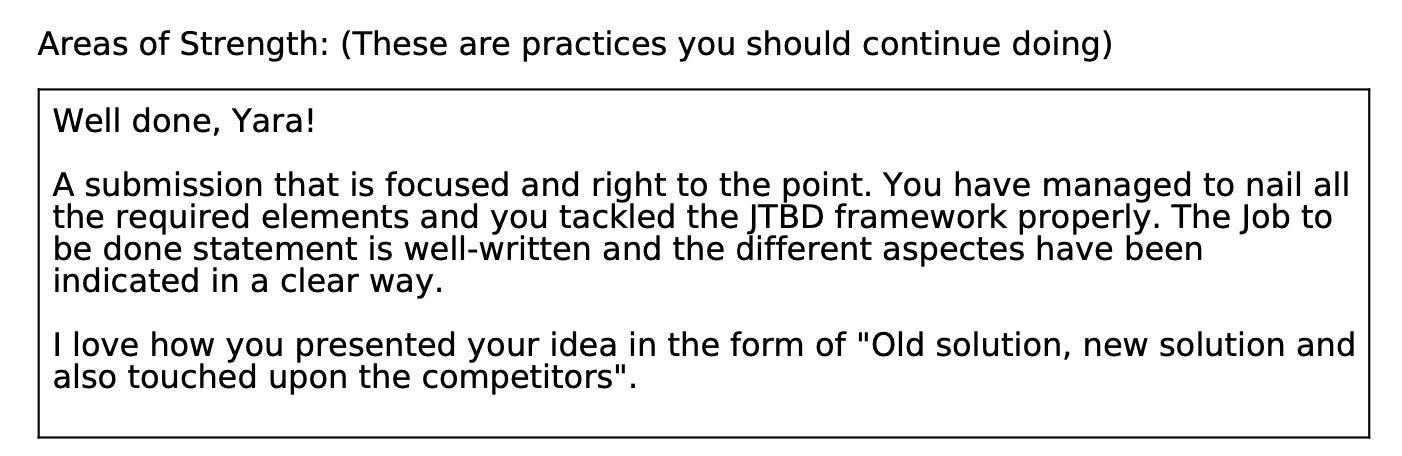 Areas of Strength: (These are practices you should continue doing)
Well done, Yara!
A submission that is focused and right to the point. You have managed to nail all
the required elements and you tackled the JTBD framework properly. The Job to
be done statement is well-written and the different aspectes have been
indicated in a clear way.
I love how you presented your idea in the form of "Old solution, new solution and
also touched upon the competitors".